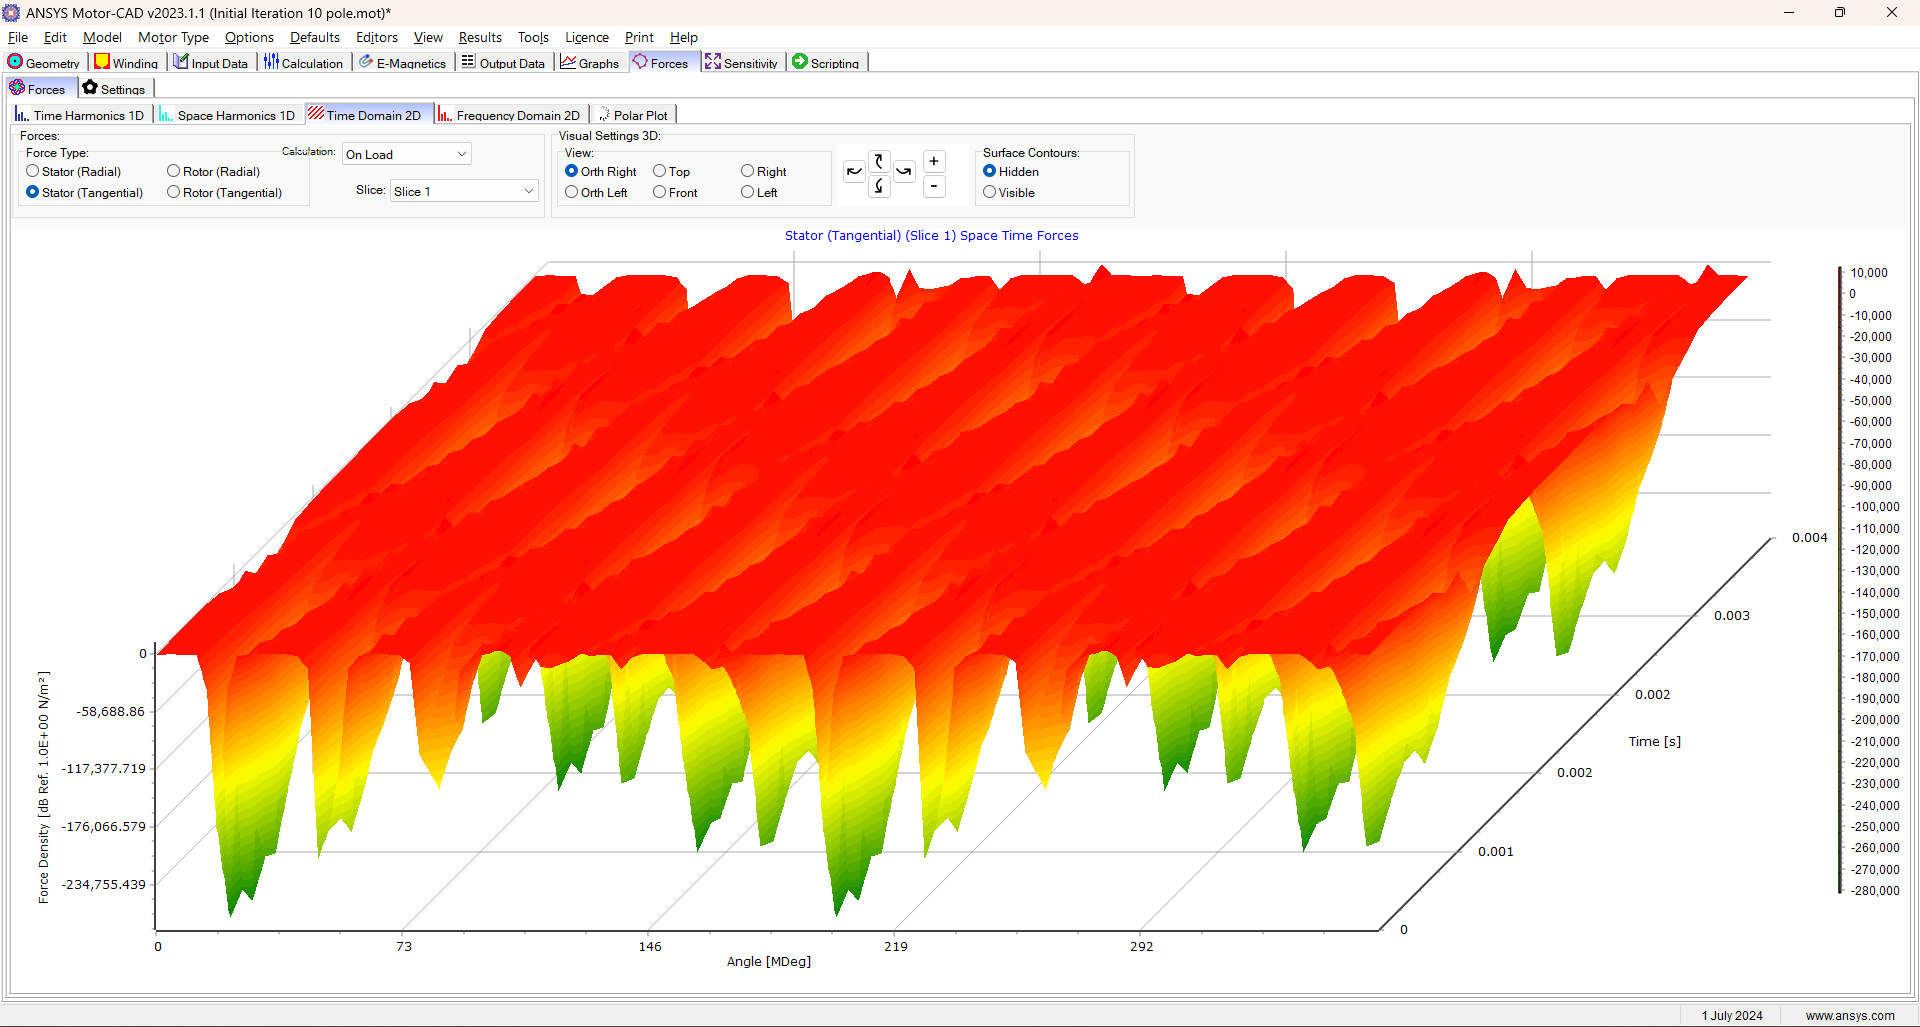 ANSYS Motor-CAD v2023.1.1 (Initial Iteration 10 pole.mot)*
File Edit Model Motor Type Options Defaults Editors View Results Tools Licence Print Help
Geometry Winding Input Data Calculation E-Magnetics Output Data Graphs Forces Sensitivity Scripting
Forces Settings
Time Harmonics 1D Space Harmonics 1D Time Domain 2D Frequency Domain 2D Polar Plot
Forces:
Force Type:
Stator (Radial) Rotor (Radial)
Stator (Tangential) Rotor (Tangential)
Calculation: On Load
Slice: Slice 1
Visual Settings 3D:
View:
Orth Right Top Right
Orth Left Front Left
+
-
Surface Contours:
Hidden
Visible
Stator (Tangential) (Slice 1) Space Time Forces
0
-58,688.86
-117,377.719
-176,066.579
-234,755.439
Force Density [dB Ref. 1.0E+00 N/m²]
0 73 146 219 292
Angle [MDeg]
0
0.001
0.002
0.002
0.003
0.004
Time [s]
10,000
0
-10,000
-20,000
-30,000
-40,000
-50,000
-60,000
-70,000
-80,000
-90,000
-100,000
-110,000
-120,000
-130,000
-140,000
-150,000
-160,000
-170,000
-180,000
-190,000
-200,000
-210,000
-220,000
-230,000
-240,000
-250,000
-260,000
-270,000
-280,000
1 July 2024 www.ansys.com